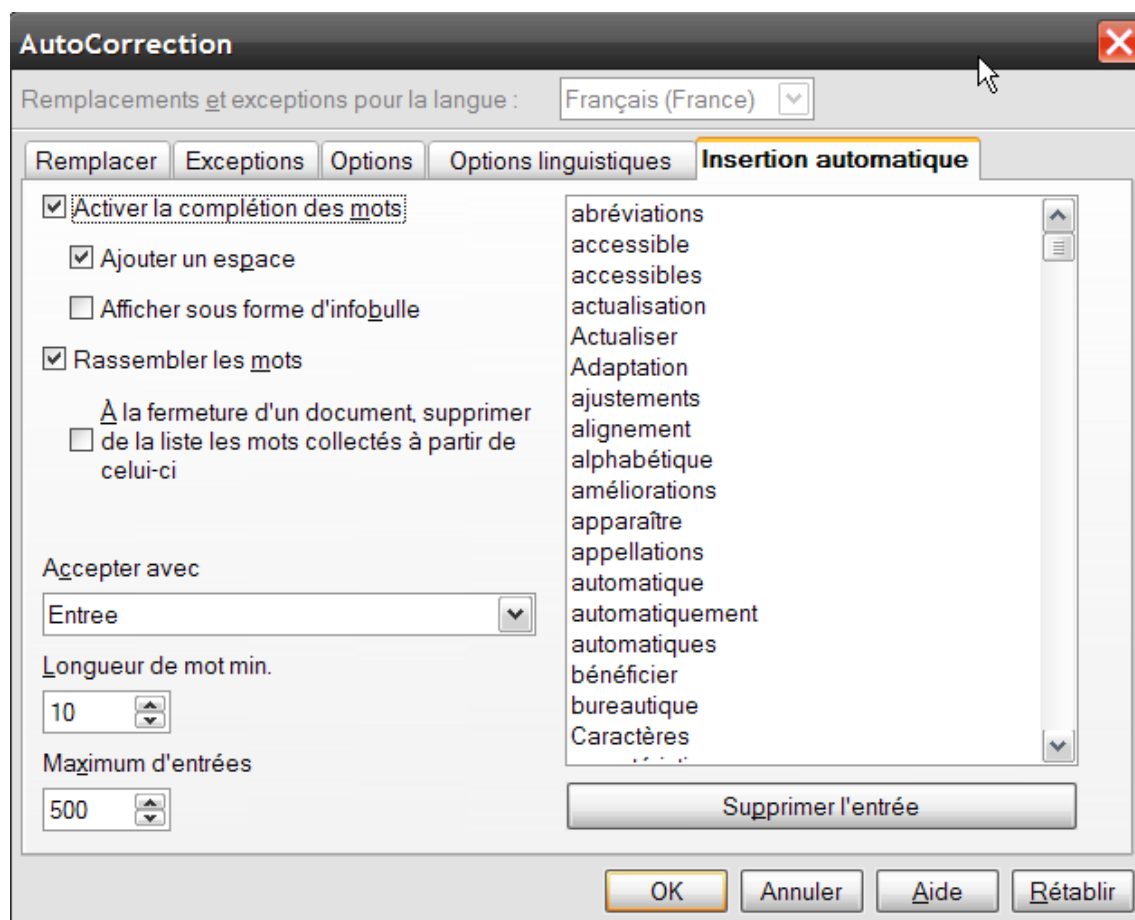 AutoCorrection
Remplacements et exceptions pour la langue :
Français (France)
Remplacer
Exceptions
Options
Options linguistiques
Insertion automatique
Activer la complétion des mots
Ajouter un espace
Afficher sous forme d'infobulle
Rassembler les mots
À la fermeture d'un document, supprimer
de la liste les mots collectés à partir de
celui-ci
Accepter avec
Entree
Longueur de mot min.
10
Maximum d'entrées
500
abréviations
accessible
accessibles
actualisation
Actualiser
Adaptation
ajustements
alignement
alphabétique
améliorations
apparaître
appellations
automatique
automatiquement
automatiques
bénéficier
bureautique
Caractères
Supprimer l'entrée
OK
Annuler
Aide
Rétablir